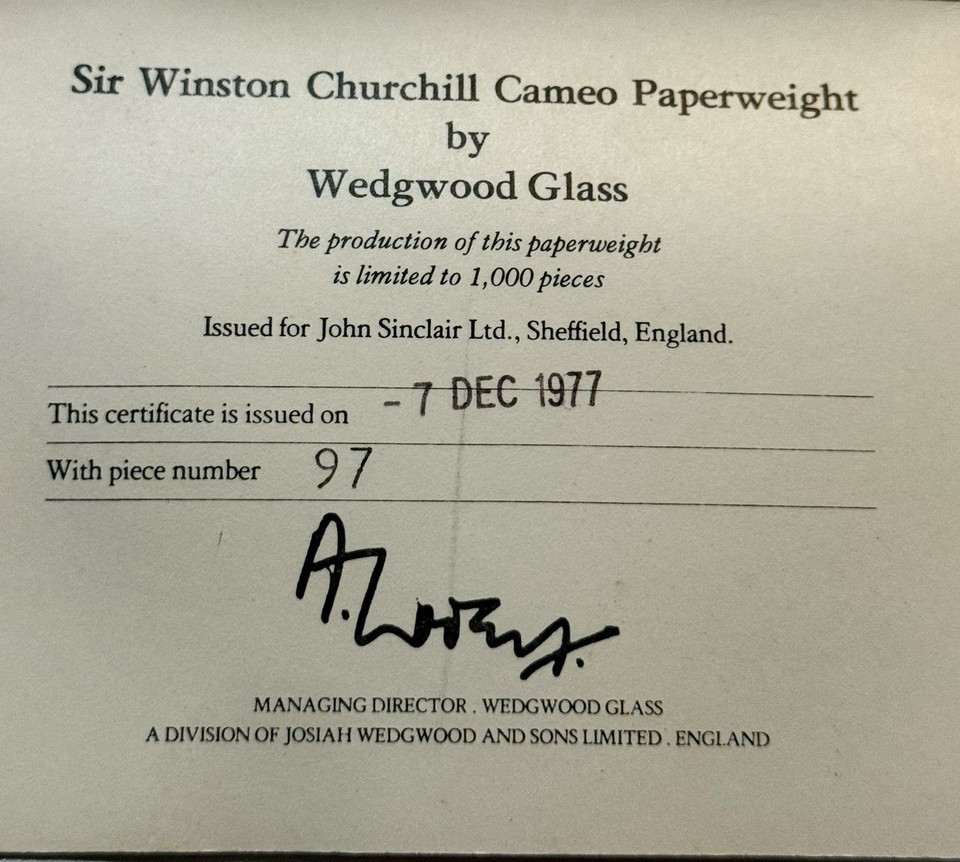 Sir Winston Churchill Cameo Paperweight
by
Wedgwood Glass
The production of this paperweight
is limited to 1,000 pieces
Issued for John Sinclair Ltd., Sheffield, England.
This certificate is issued on - 7 DEC 1977
With piece number 97
A.
MANAGING DIRECTOR . WEDGWOOD GLASS
A DIVISION OF JOSIAH WEDGWOOD AND SONS LIMITED . ENGLAND